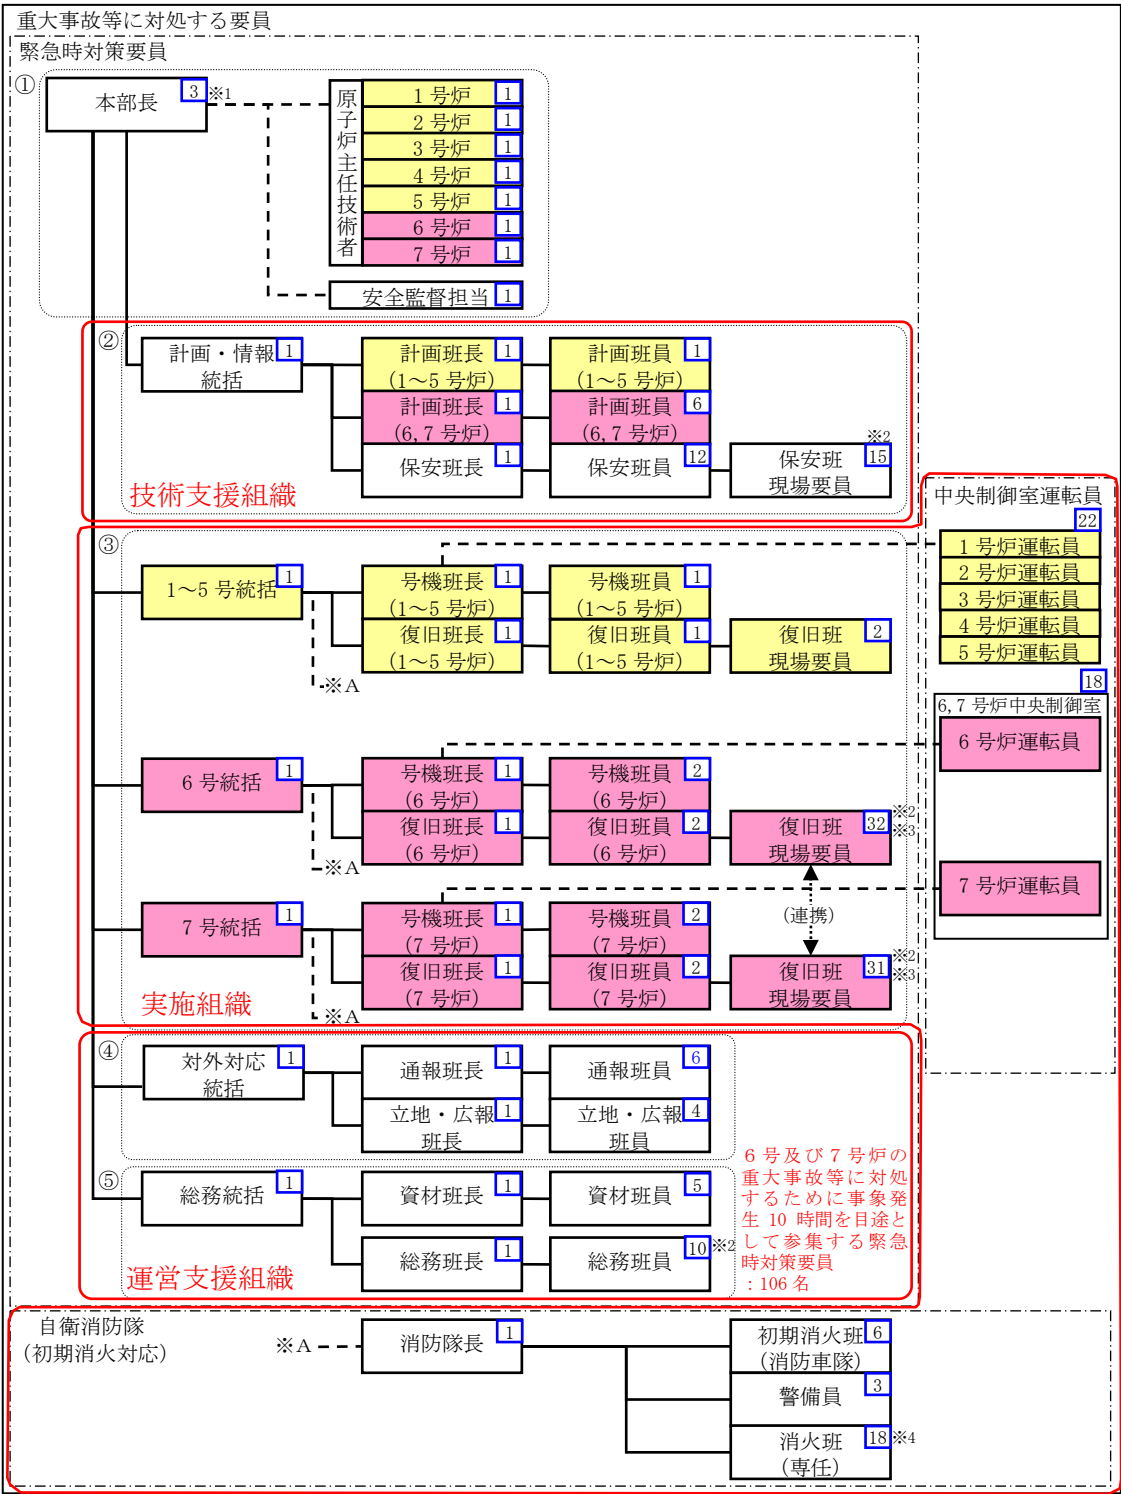 重大事故等に対処する要員
緊急時対策要員
①
本部長
3
※1
原子炉主任技術者
1 号炉
1
2 号炉
1
3 号炉
1
4 号炉
1
5 号炉
1
6 号炉
1
7 号炉
1
安全監督担当
1
②
計画・情報
統括
1
計画班長
(1～5 号炉)
1
計画班員
(1～5 号炉)
1
計画班長
(6,7 号炉)
1
計画班員
(6,7 号炉)
6
保安班長
1
保安班員
12
※2
保安班
現場要員
15
技術支援組織
中央制御室運転員
22
1 号炉運転員
2 号炉運転員
3 号炉運転員
4 号炉運転員
5 号炉運転員
18
6,7 号炉中央制御室
6 号炉運転員
7 号炉運転員
③
1～5 号統括
1
号機班長
(1～5 号炉)
1
号機班員
(1～5 号炉)
1
復旧班長
(1～5 号炉)
1
復旧班員
(1～5 号炉)
1
復旧班
現場要員
2
※A
6 号統括
1
号機班長
(6 号炉)
1
号機班員
(6 号炉)
2
復旧班長
(6 号炉)
1
復旧班員
(6 号炉)
2
復旧班
現場要員
32
※2
※3
※A
(連携)
7 号統括
1
号機班長
(7 号炉)
1
号機班員
(7 号炉)
2
復旧班長
(7 号炉)
1
復旧班員
(7 号炉)
2
復旧班
現場要員
31
※2
※3
※A
実施組織
④
対外対応
統括
1
通報班長
1
通報班員
6
立地・広報
班長
1
立地・広報
班員
4
⑤
総務統括
1
資材班長
1
資材班員
5
総務班長
1
総務班員
10
※2
運営支援組織
6 号及び 7 号炉の
重大事故等に対処
するために事象発
生 10 時間を目途と
して参集する緊急
時対策要員
：106 名
自衛消防隊
(初期消火対応)
※A
消防隊長
1
初期消火班
(消防車隊)
6
警備員
3
消火班
(専任)
18
※4